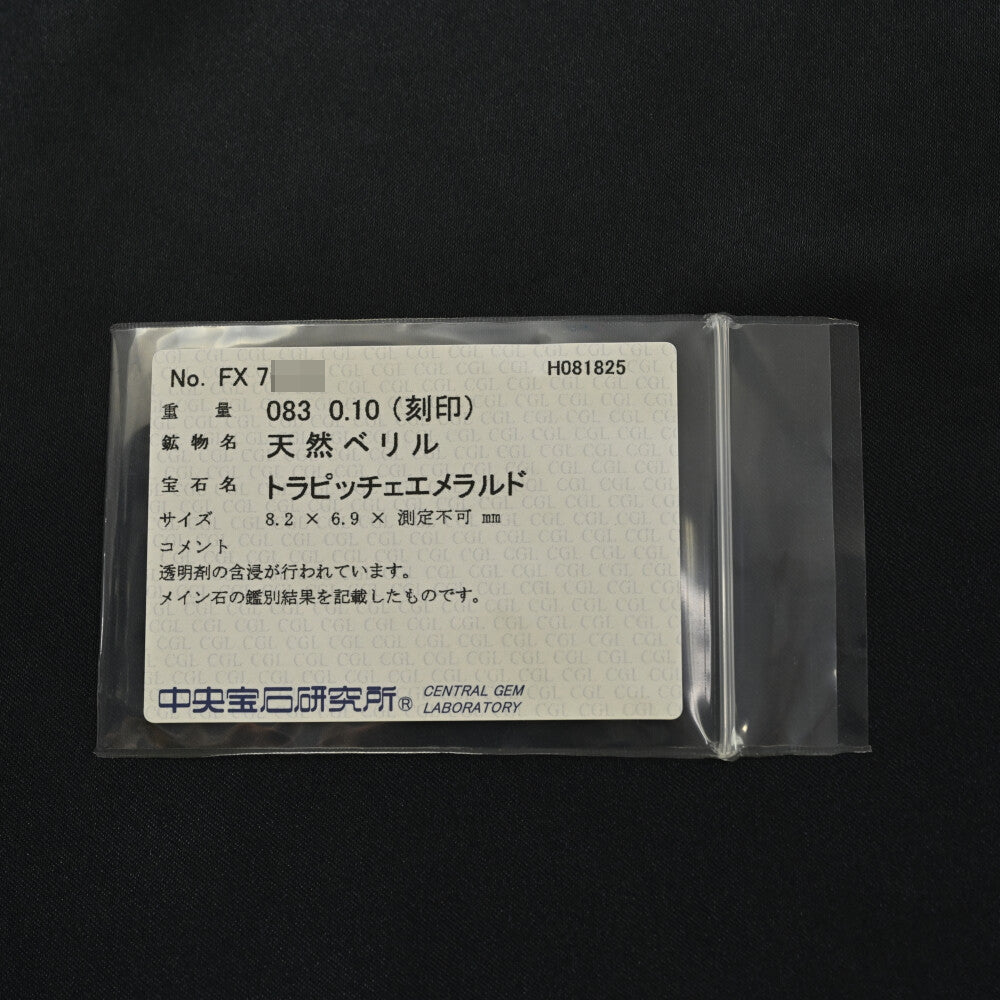 No. FX 7
H081825
重量 083 0.10 (刻印)
鉱物名 天然ベリル
宝石名 トラピッチェエメラルド
サイズ 8.2 × 6.9 × 測定不可 mm
コメント
透明剤の含浸が行われています。
メイン石の鑑別結果を記載したものです。
中央宝石研究所® CENTRAL GEM
LABORATORY